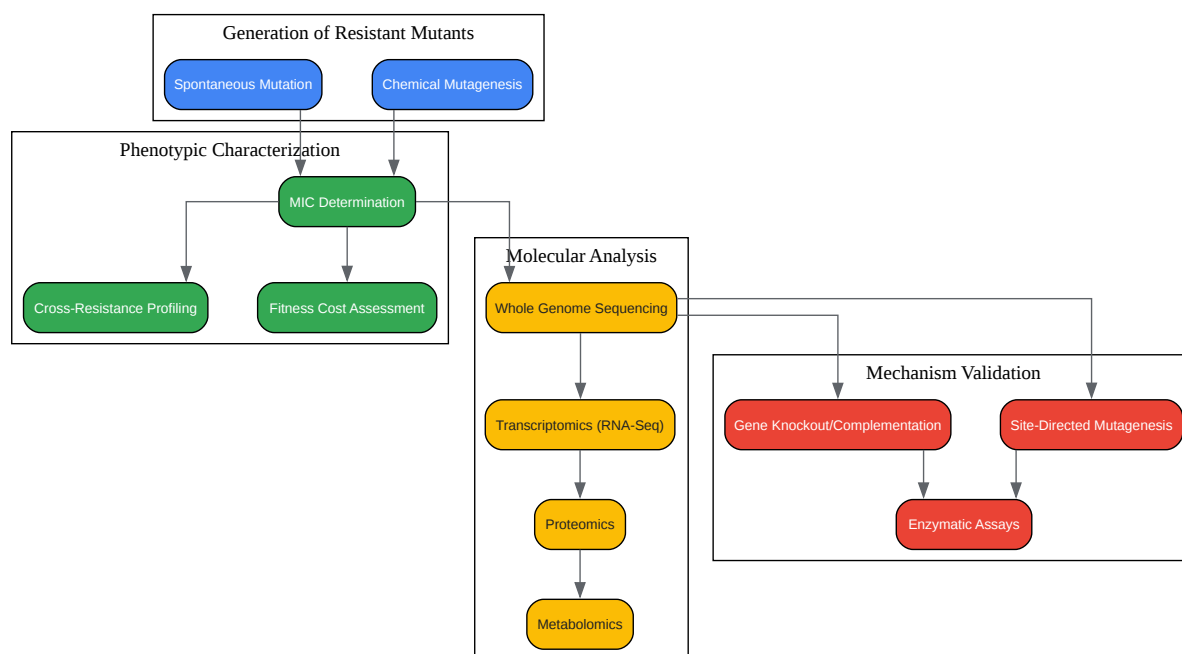 Generation of Resistant Mutants
Spontaneous Mutation
Chemical Mutagenesis
Phenotypic Characterization
MIC Determination
Cross-Resistance Profiling
Fitness Cost Assessment
Molecular Analysis
Whole Genome Sequencing
Transcriptomics (RNA-Seq)
Proteomics
Metabolomics
Mechanism Validation
Gene Knockout/Complementation
Site-Directed Mutagenesis
Enzymatic Assays